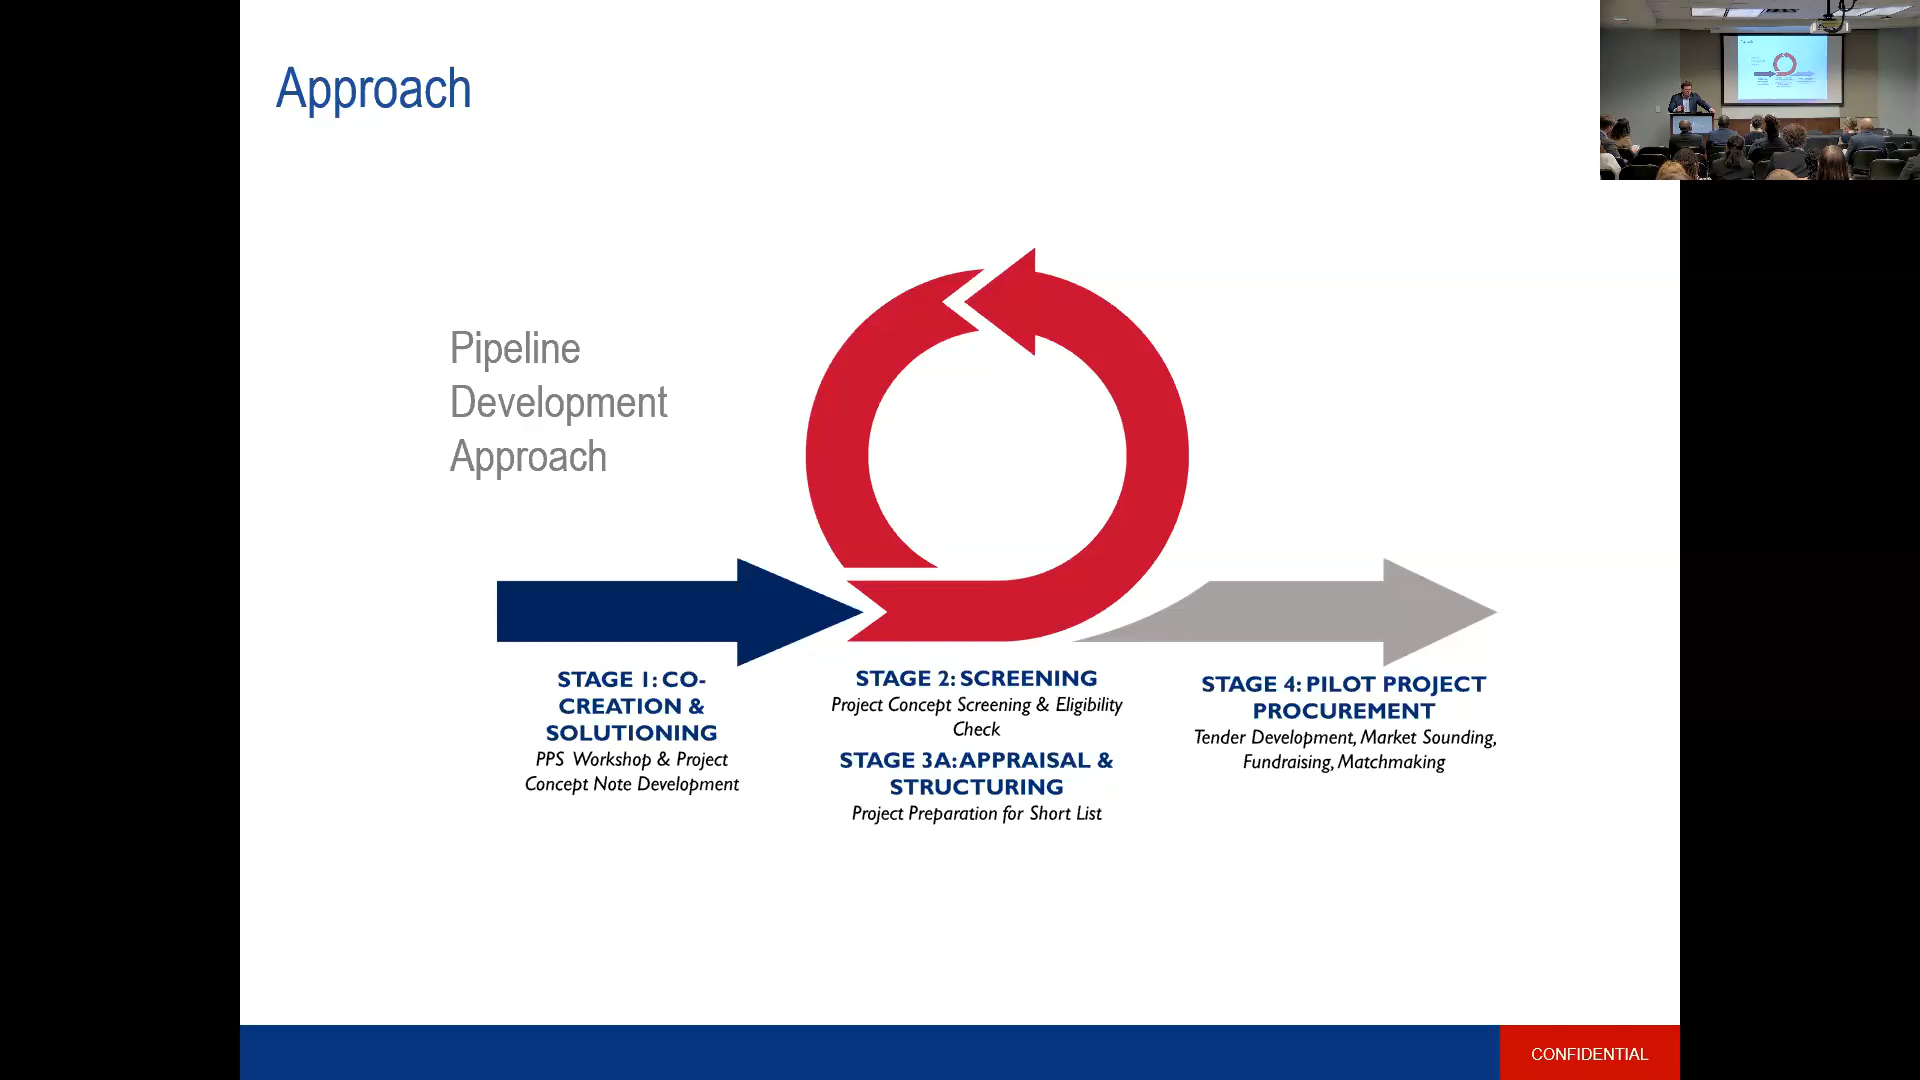 Approach
Pipeline
Development
Approach
STAGE 1: CO-
CREATION &
SOLUTIONING
PPS Workshop & Project
Concept Note Development
STAGE 2: SCREENING
Project Concept Screening & Eligibility
Check
STAGE 3A: APPRAISAL &
STRUCTURING
Project Preparation for Short List
STAGE 4: PILOT PROJECT
PROCUREMENT
Tender Development, Market Sounding,
Fundraising, Matchmaking
CONFIDENTIAL